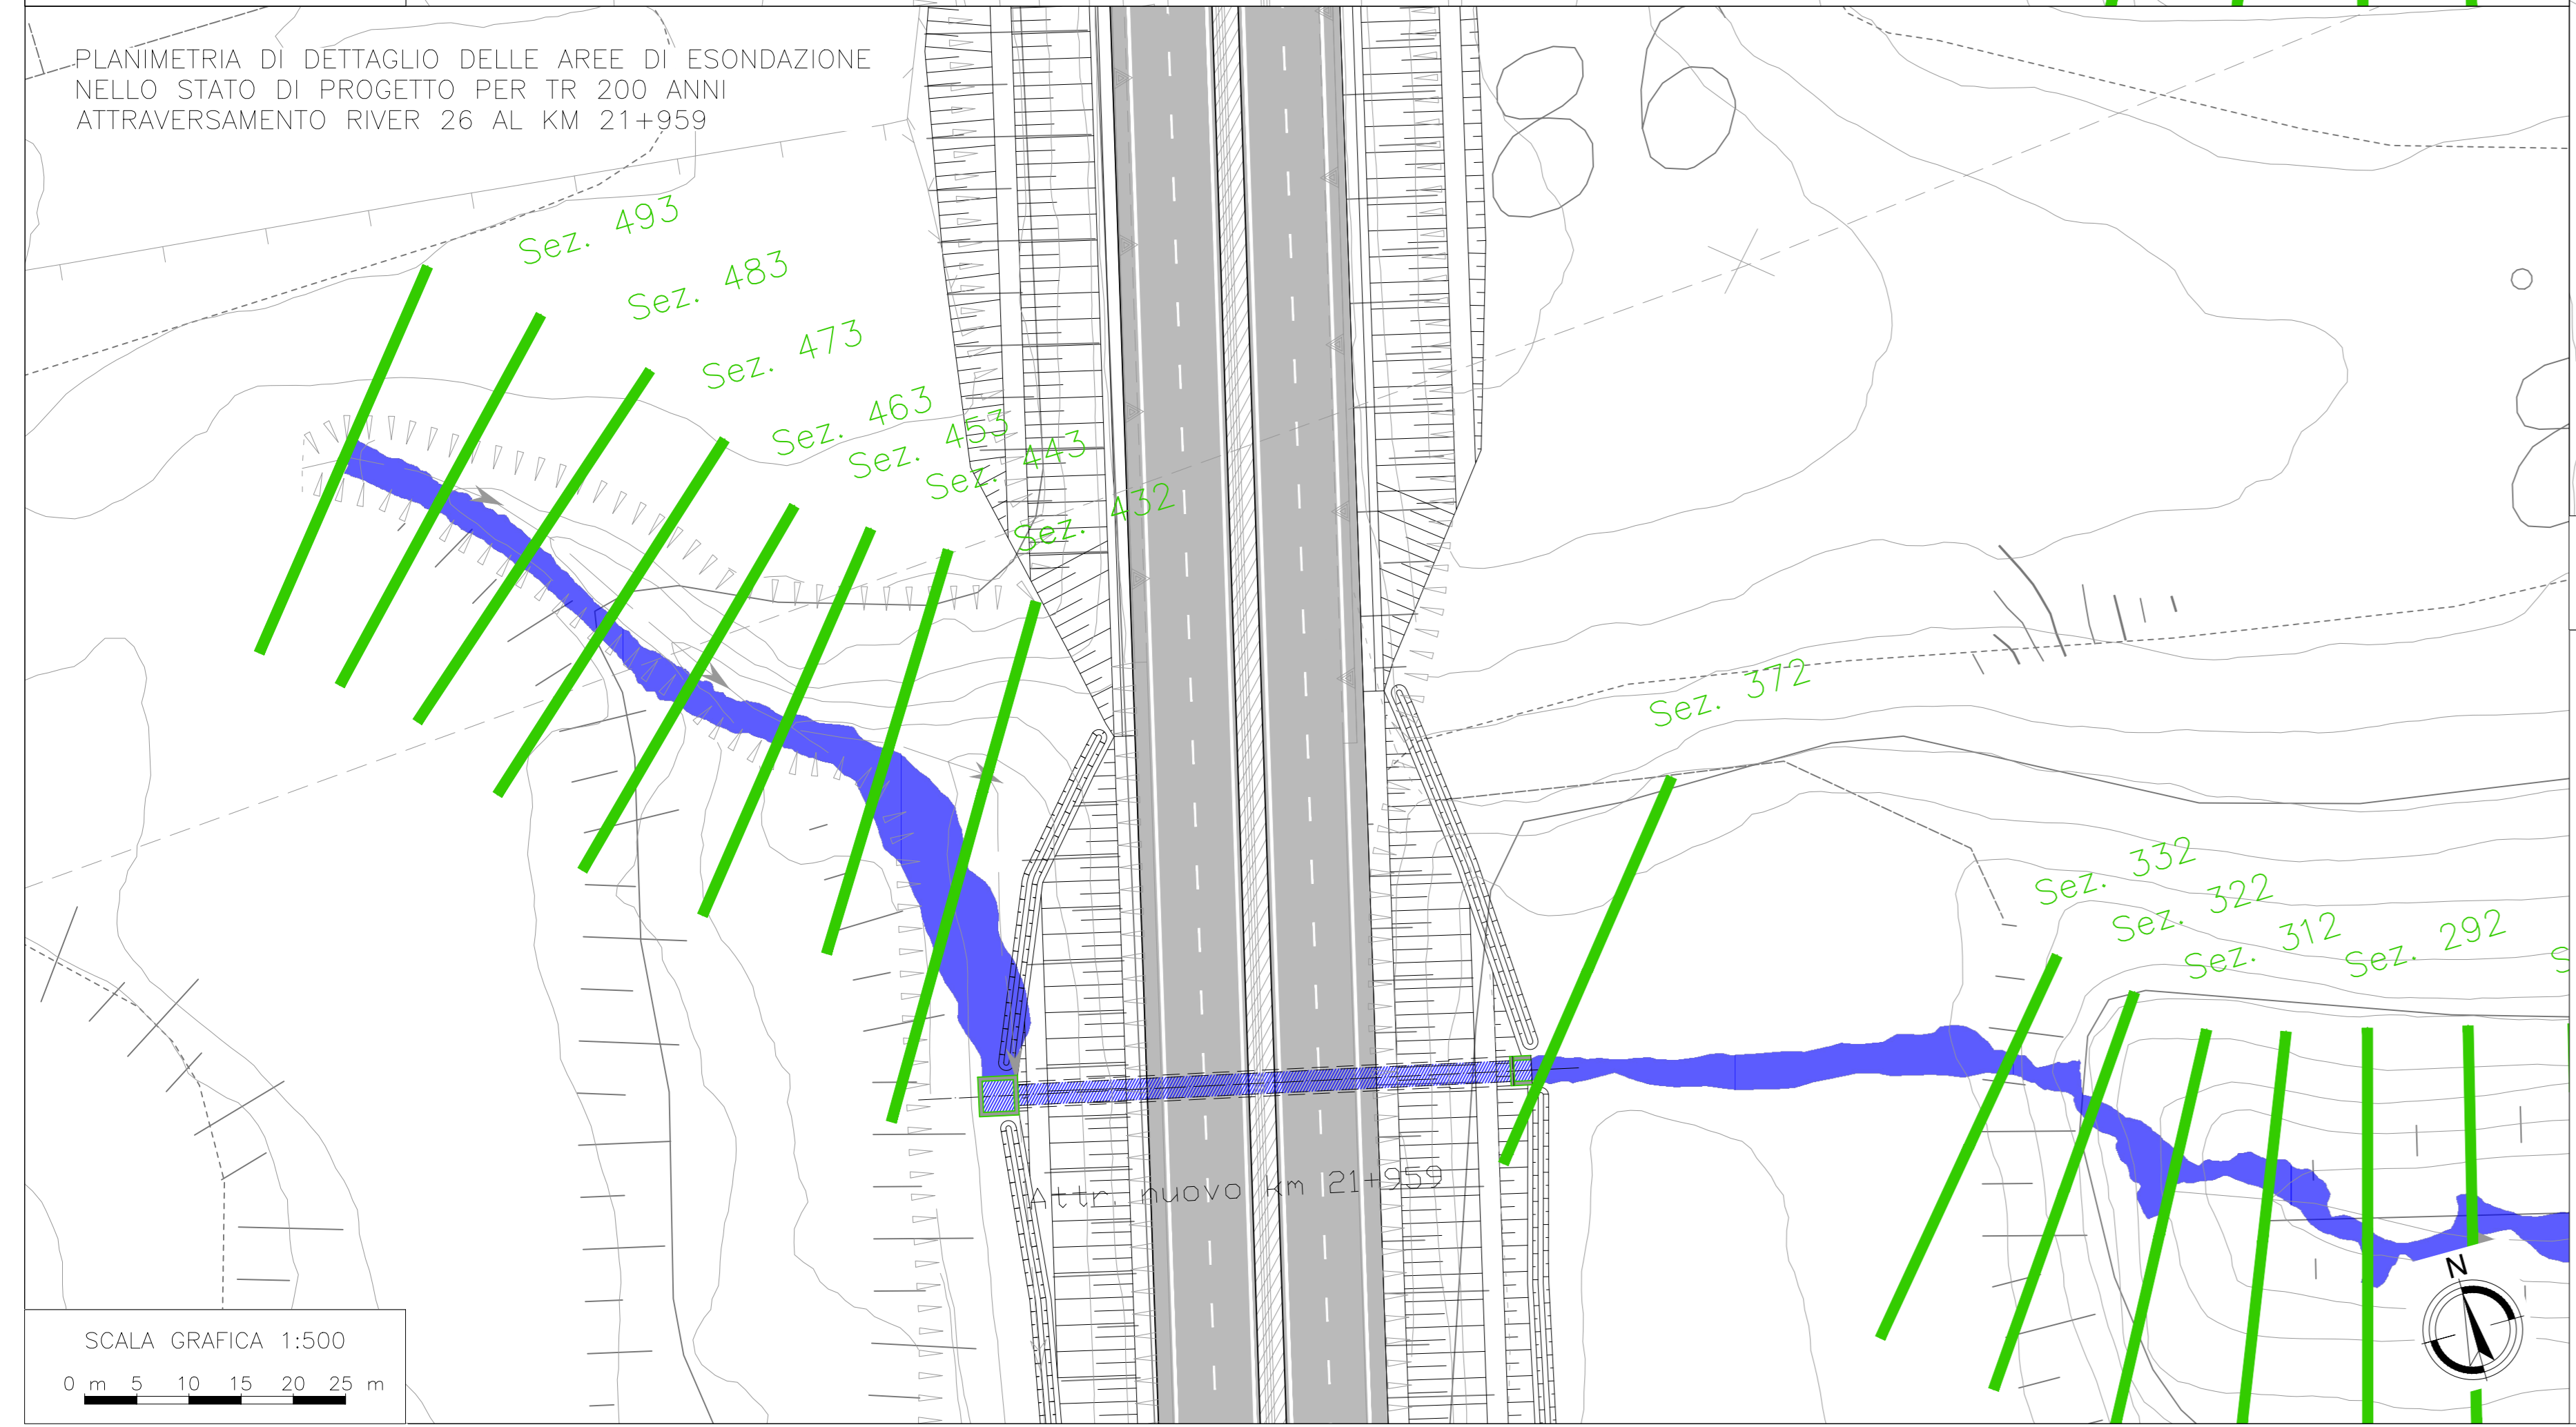 PLANIMETRIA DI DETTAGLIO DELLE AREE DI ESONDAZIONE
NELLO STATO DI PROGETTO PER TR 200 ANNI
ATTRAVERSAMENTO RIVER 26 AL KM 21+959
Sez. 493
Sez. 483
Sez. 473
Sez. 463
Sez. 453
Sez. 443
Sez. 432
Sez. 372
Sez. 332
Sez. 322
Sez. 312
Sez. 292
Attr. nuovo km 21+959
N
SCALA GRAFICA 1:500
0 m 5 10 15 20 25 m